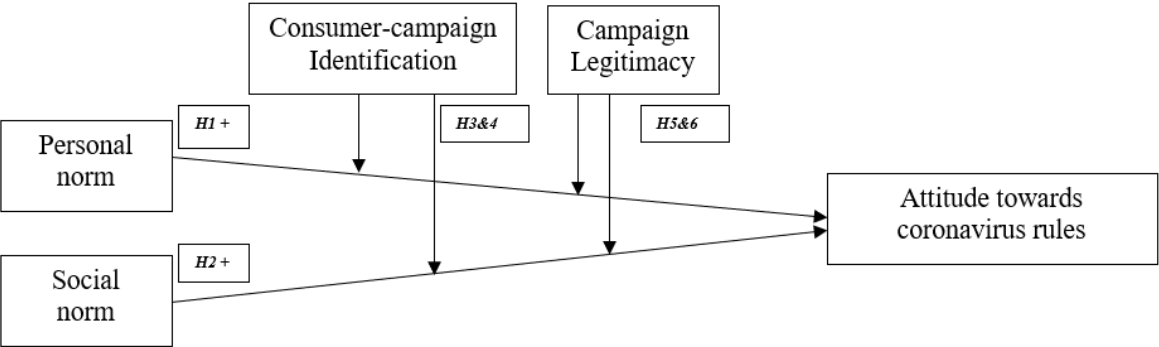 Consumer-campaign
Identification
Campaign
Legitimacy
H1 +
H3&4
H5&6
Personal
norm
Attitude towards
coronavirus rules
H2 +
Social
norm